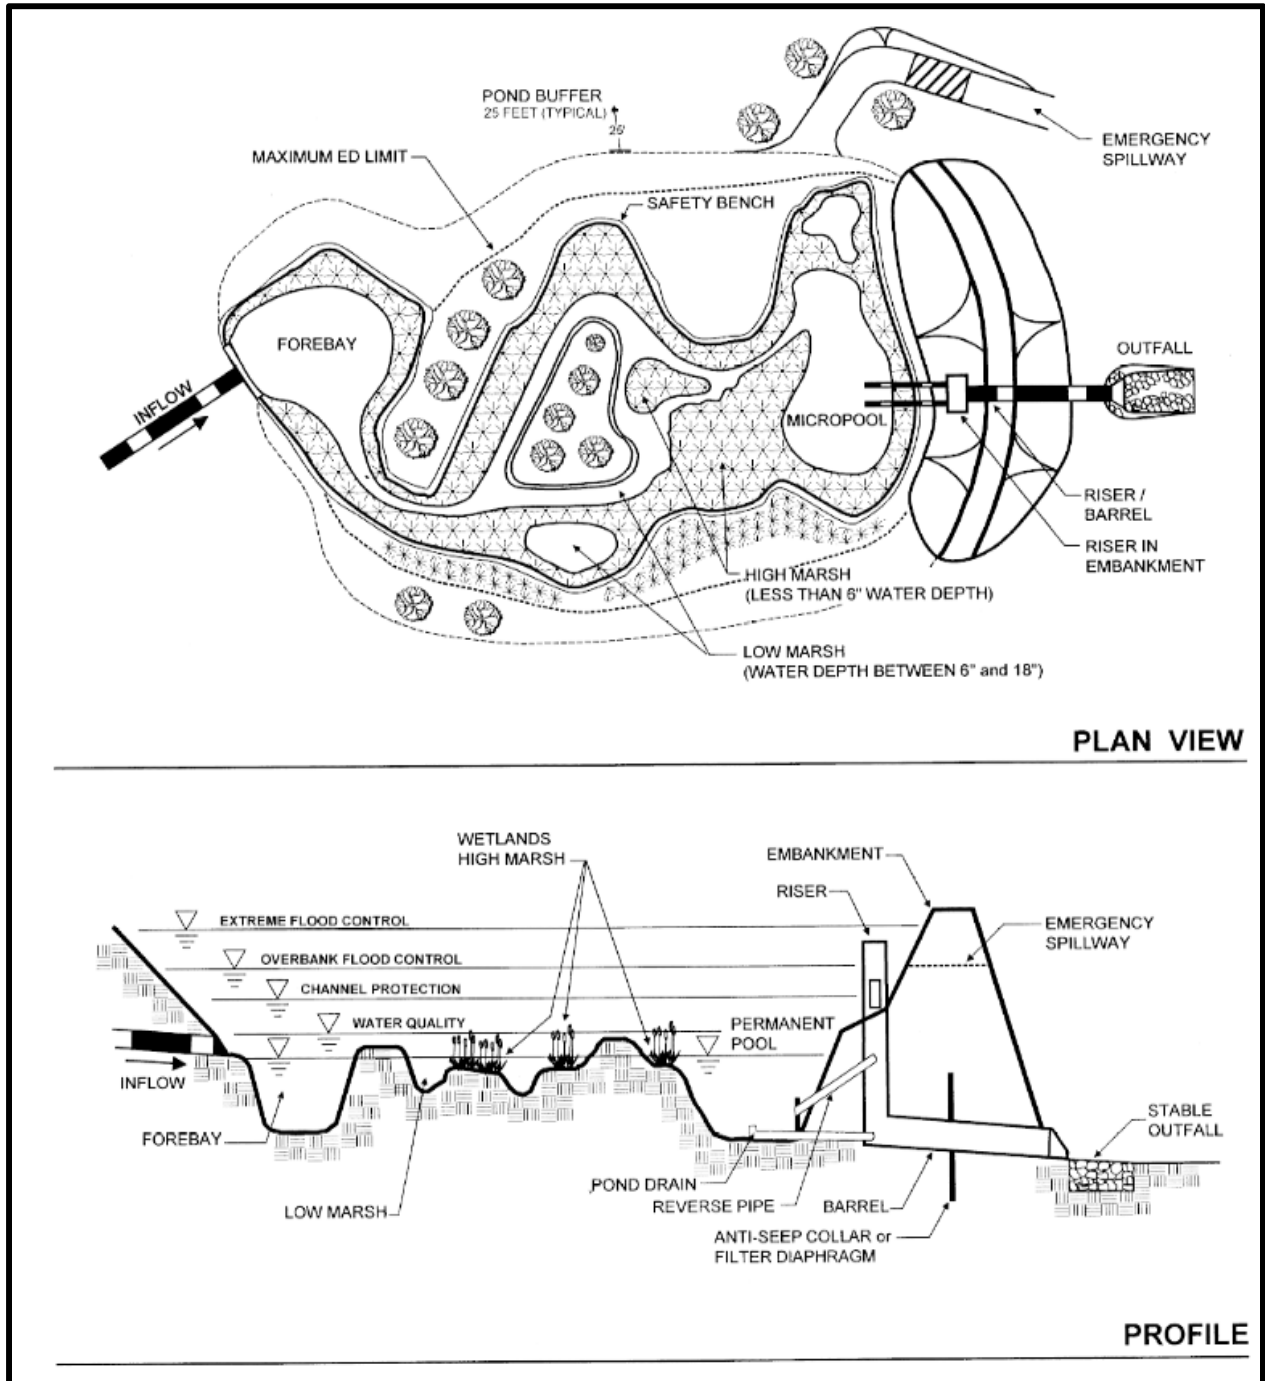 POND BUFFER
25 FEET (TYPICAL)
25'
MAXIMUM ED LIMIT
EMERGENCY
SPILLWAY
SAFETY BENCH
FOREBAY
OUTFALL
INFLOW
MICROPOOL
RISER /
BARREL
RISER IN
EMBANKMENT
HIGH MARSH
(LESS THAN 6" WATER DEPTH)
LOW MARSH
(WATER DEPTH BETWEEN 6" and 18")
PLAN VIEW
WETLANDS
HIGH MARSH
EMBANKMENT
RISER
EXTREME FLOOD CONTROL
EMERGENCY
SPILLWAY
OVERBANK FLOOD CONTROL
CHANNEL PROTECTION
WATER QUALITY
PERMANENT
POOL
INFLOW
FOREBAY
STABLE
OUTFALL
POND DRAIN
LOW MARSH
REVERSE PIPE
BARREL
ANTI-SEEP COLLAR or
FILTER DIAPHRAGM
PROFILE